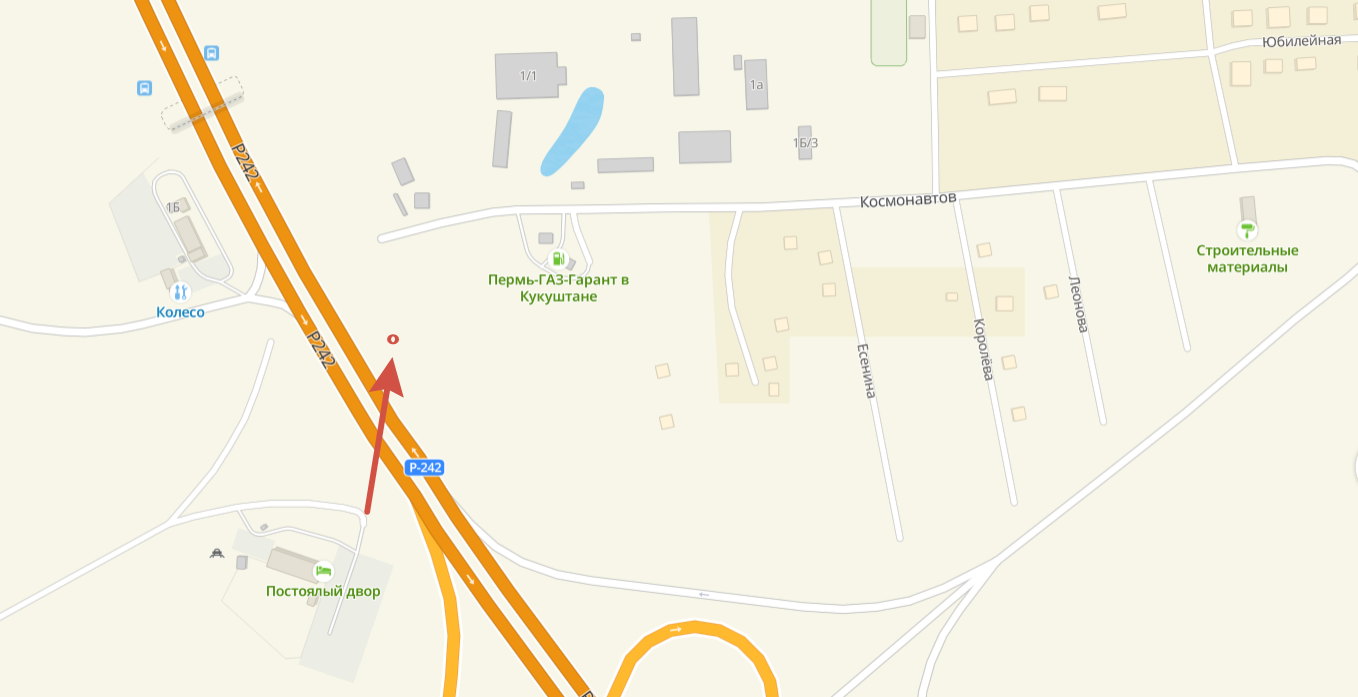 Юбилейная
1/1
1а
1Б/3
Р242
Космонавтов
1Б
Строительные
материалы
Пермь-ГАЗ-Гарант в
Кукуштане
Колесо
Р242
Леонова
Королёва
Есенина
Р-242
Постоялый двор